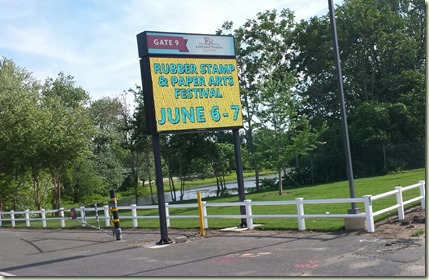 GATE 9
RUBBER STAMP
& PAPER ARTS
FESTIVAL
JUNE 6-7